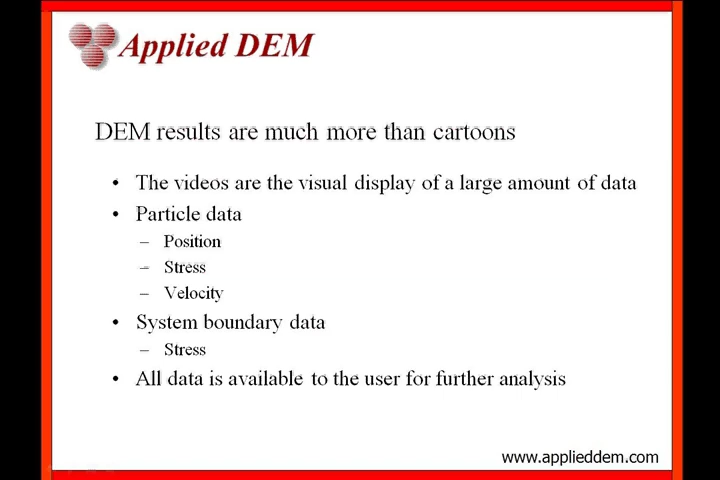 Applied DEM
DEM results are much more than cartoons
• The videos are the visual display of a large amount of data
• Particle data
– Position
– Stress
– Velocity
• System boundary data
– Stress
• All data is available to the user for further analysis
www.applieddem.com